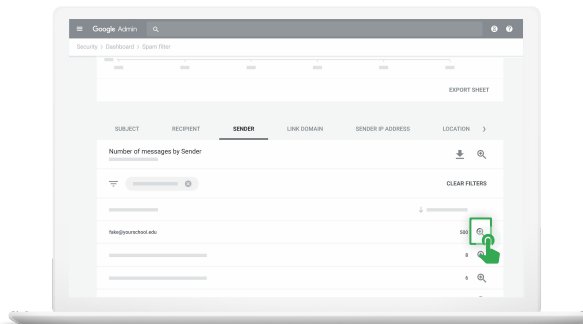 Google Admin
Security > Dashboard > Spam filter
EXPORT SHEET
SUBJECT RECIPIENT SENDER LINK DOMAIN SENDER IP ADDRESS LOCATION
Number of messages by Sender
CLEAR FILTERS
fake@yourschool.edu 500
8
6